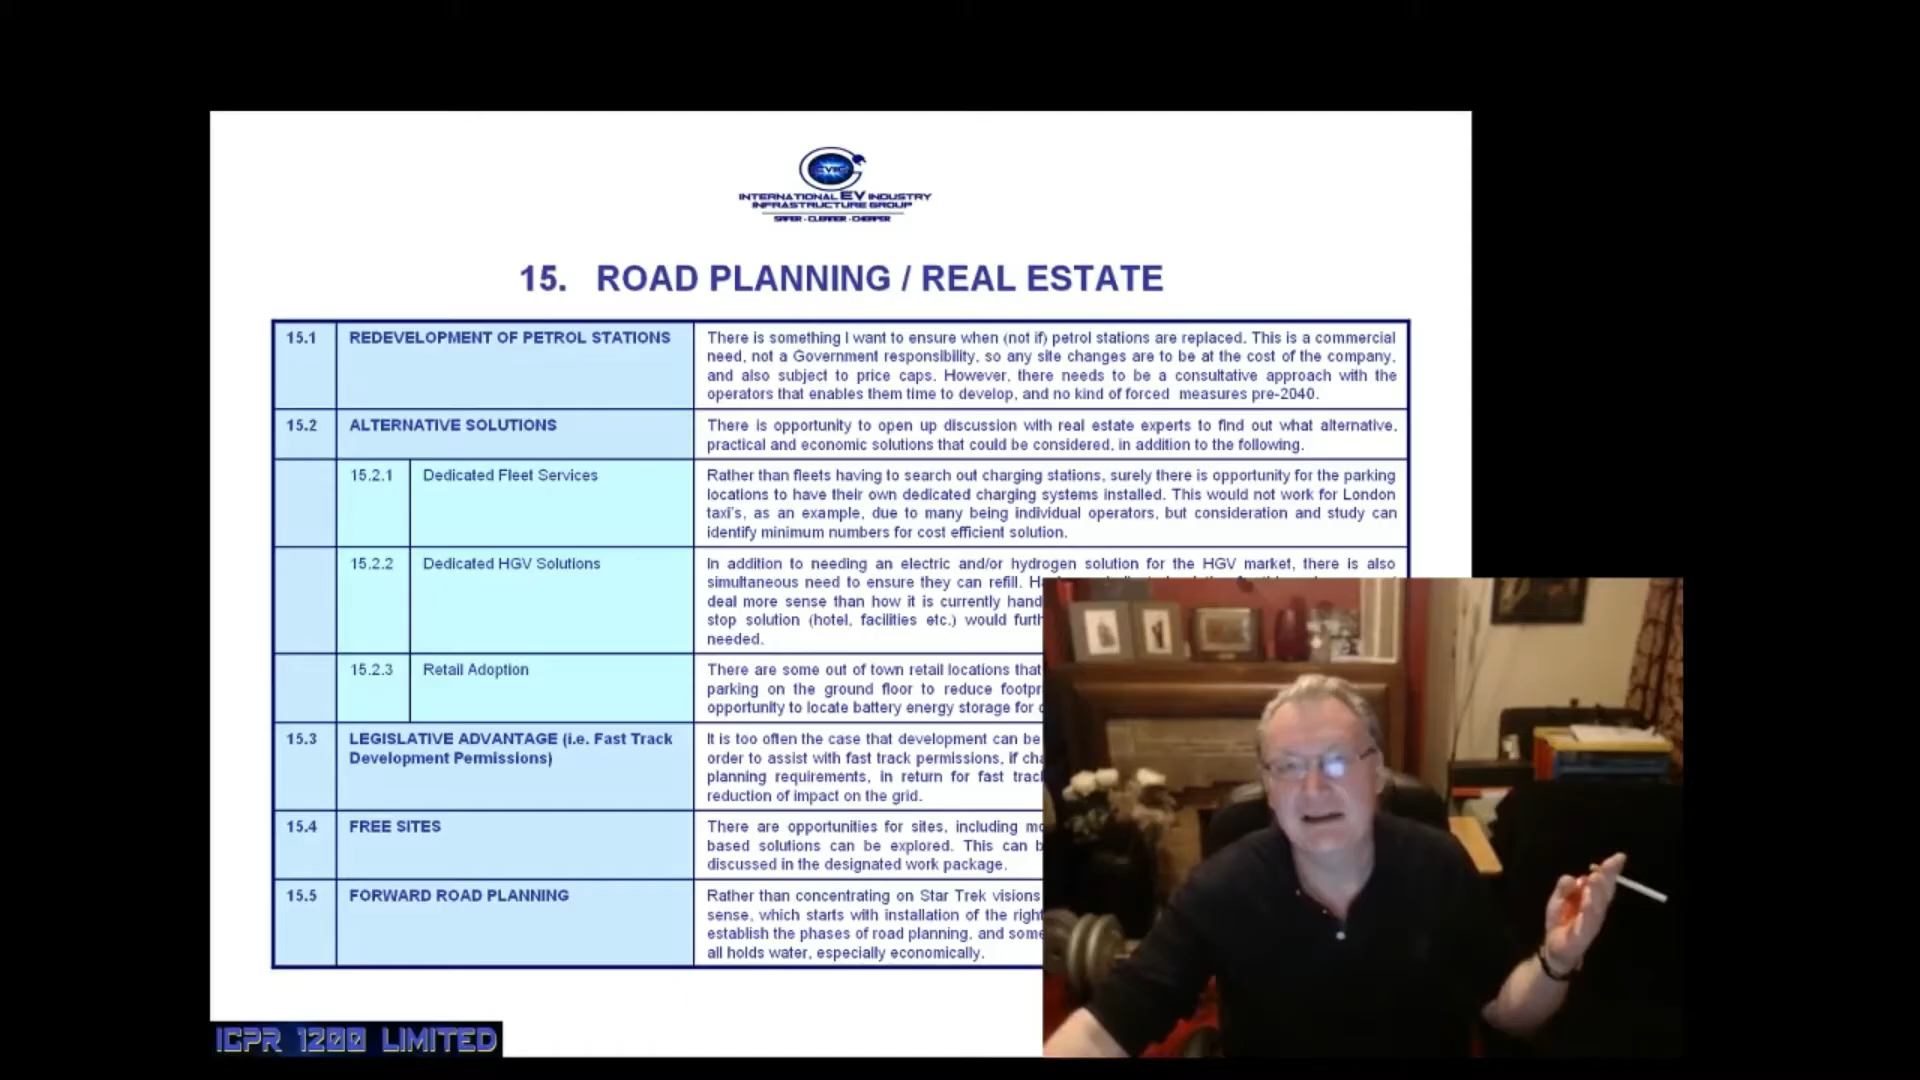 INTERNATIONAL EV INDUSTRY
INFRASTRUCTURE GROUP
SAFER - CLEANER - CHEAPER
15. ROAD PLANNING / REAL ESTATE
15.1 REDEVELOPMENT OF PETROL STATIONS
There is something I want to ensure when (not if) petrol stations are replaced. This is a commercial
need, not a Government responsibility, so any site changes are to be at the cost of the company,
and also subject to price caps. However, there needs to be a consultative approach with the
operators that enables them time to develop, and no kind of forced measures pre-2040.
15.2 ALTERNATIVE SOLUTIONS
There is opportunity to open up discussion with real estate experts to find out what alternative,
practical and economic solutions that could be considered, in addition to the following.
15.2.1 Dedicated Fleet Services
Rather than fleets having to search out charging stations, surely there is opportunity for the parking
locations to have their own dedicated charging systems installed. This would not work for London
taxi's, as an example, due to many being individual operators, but consideration and study can
identify minimum numbers for cost efficient solution.
15.2.2 Dedicated HGV Solutions
In addition to needing an electric and/or hydrogen solution for the HGV market, there is also
simultaneous need to ensure they can refill.
deal more sense than how it is currently
stop solution (hotel, facilities etc.) would
needed.
15.2.3 Retail Adoption
There are some out of town retail locations that
parking on the ground floor to reduce
opportunity to locate battery energy storage for
15.3 LEGISLATIVE ADVANTAGE (i.e. Fast Track
Development Permissions)
It is too often the case that development can be
order to assist with fast track permissions, if
planning requirements, in return for fast
reduction of impact on the grid.
15.4 FREE SITES
There are opportunities for sites, including
based solutions can be explored. This can
discussed in the designated work package.
15.5 FORWARD ROAD PLANNING
Rather than concentrating on Star Trek visions
sense, which starts with installation of the right
establish the phases of road planning, and some
all holds water, especially economically.
ICPR 1200 LIMITED